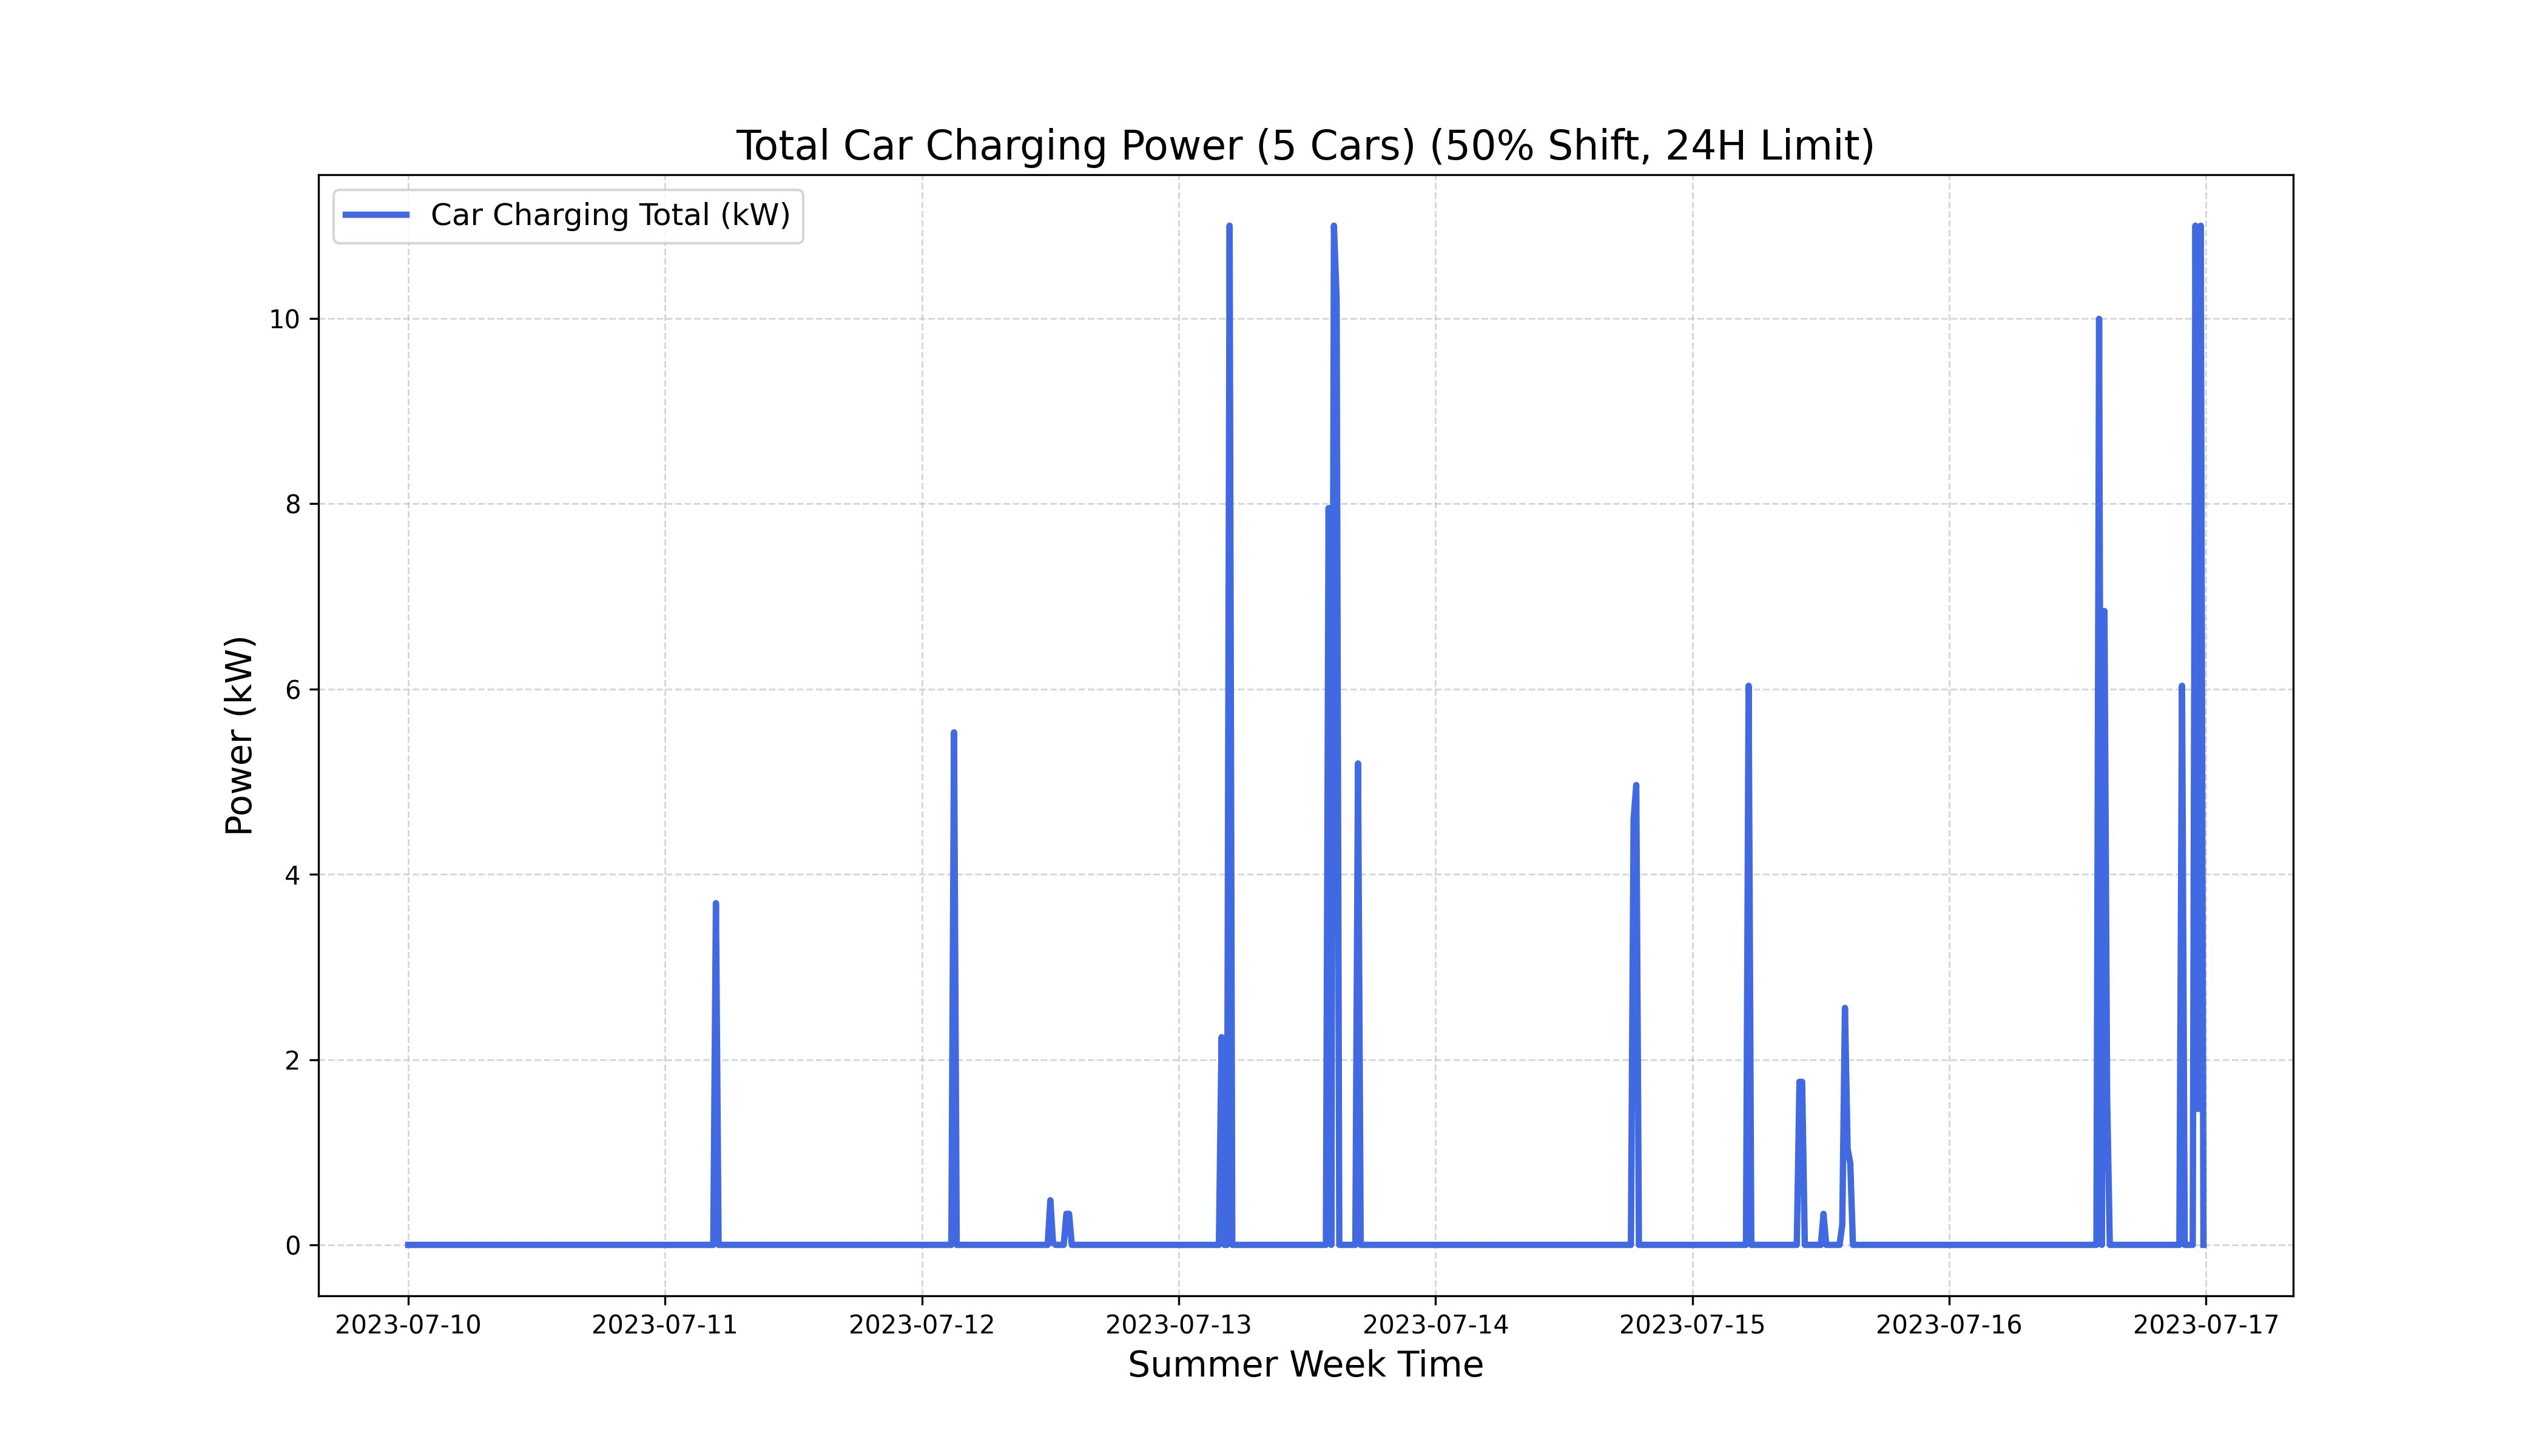 Total Car Charging Power (5 Cars) (50% Shift, 24H Limit)
Car Charging Total (kW)
Power (kW)
10
8
6
4
2
0
2023-07-10 2023-07-11 2023-07-12 2023-07-13 2023-07-14 2023-07-15 2023-07-16 2023-07-17
Summer Week Time